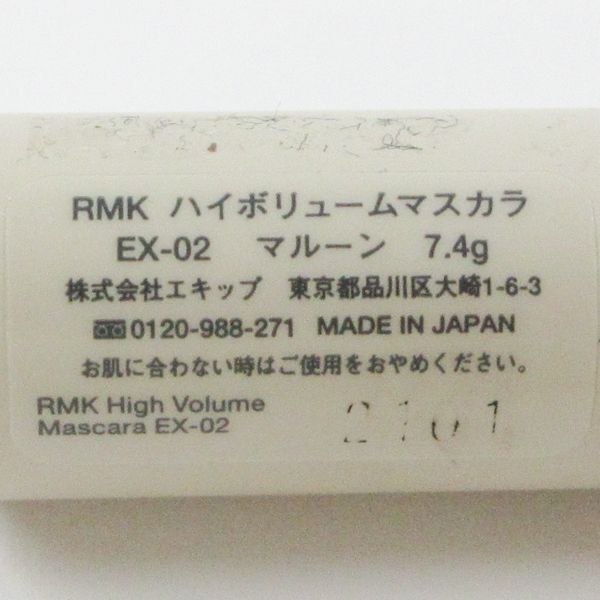 RMK ハイボリュームマスカラ
EX-02 マルーン 7.4g
株式会社エキップ 東京都品川区大崎1-6-3
0120-988-271 MADE IN JAPAN
お肌に合わない時はご使用をおやめください。
RMK High Volume
Mascara EX-02
2101